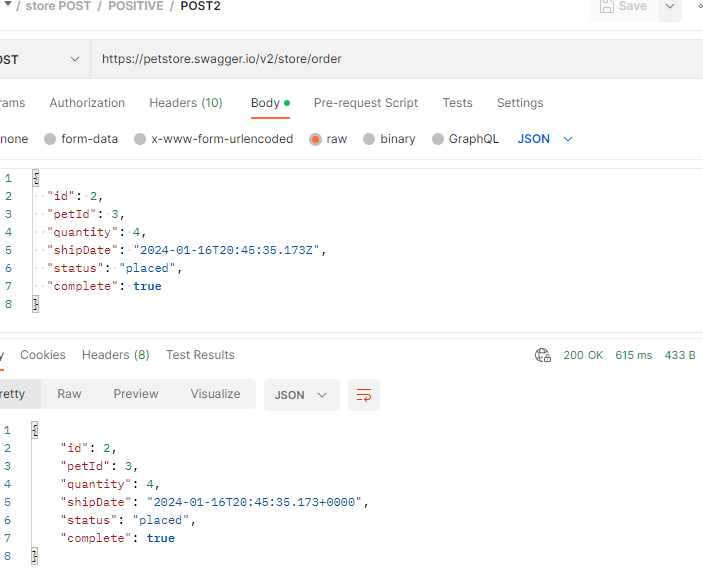 / store POST / POSITIVE / POST2
Save
https://petstore.swagger.io/v2/store/order
Authorization Headers (10) Body Pre-request Script Tests Settings
none form-data x-www-form-urlencoded raw binary GraphQL JSON
1 {
2 "id": 2,
3 "petId": 3,
4 "quantity": 4,
5 "shipDate": "2024-01-16T20:45:35.173Z",
6 "status": "placed",
7 "complete": true
8 }
Cookies Headers (8) Test Results 200 OK 615 ms 433 B
Raw Preview Visualize JSON
1 {
2 "id": 2,
3 "petId": 3,
4 "quantity": 4,
5 "shipDate": "2024-01-16T20:45:35.173+0000",
6 "status": "placed",
7 "complete": true
8 }